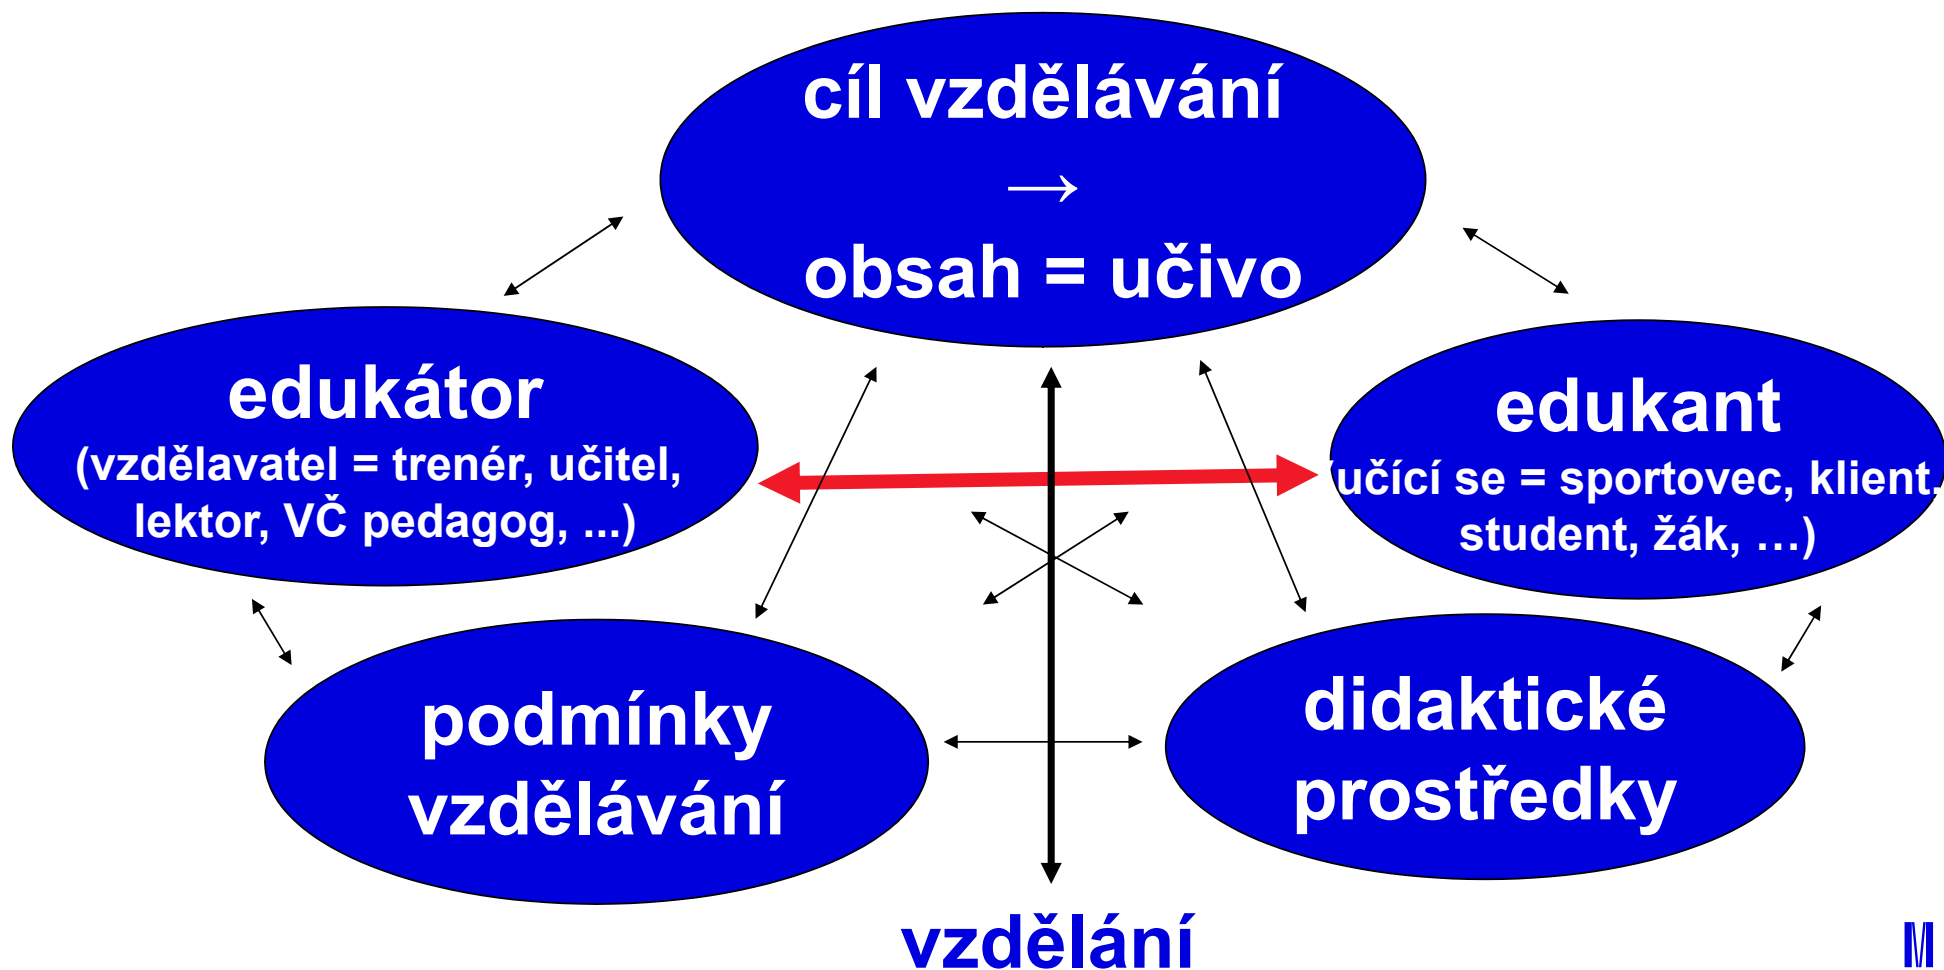 cíl vzdělávání
→
obsah = učivo
edukátor
(vzdělavatel = trenér, učitel,
lektor, VČ pedagog, ...)
edukant
(učící se = sportovec, klient,
student, žák, …)
podmínky
vzdělávání
didaktické
prostředky
vzdělání
M